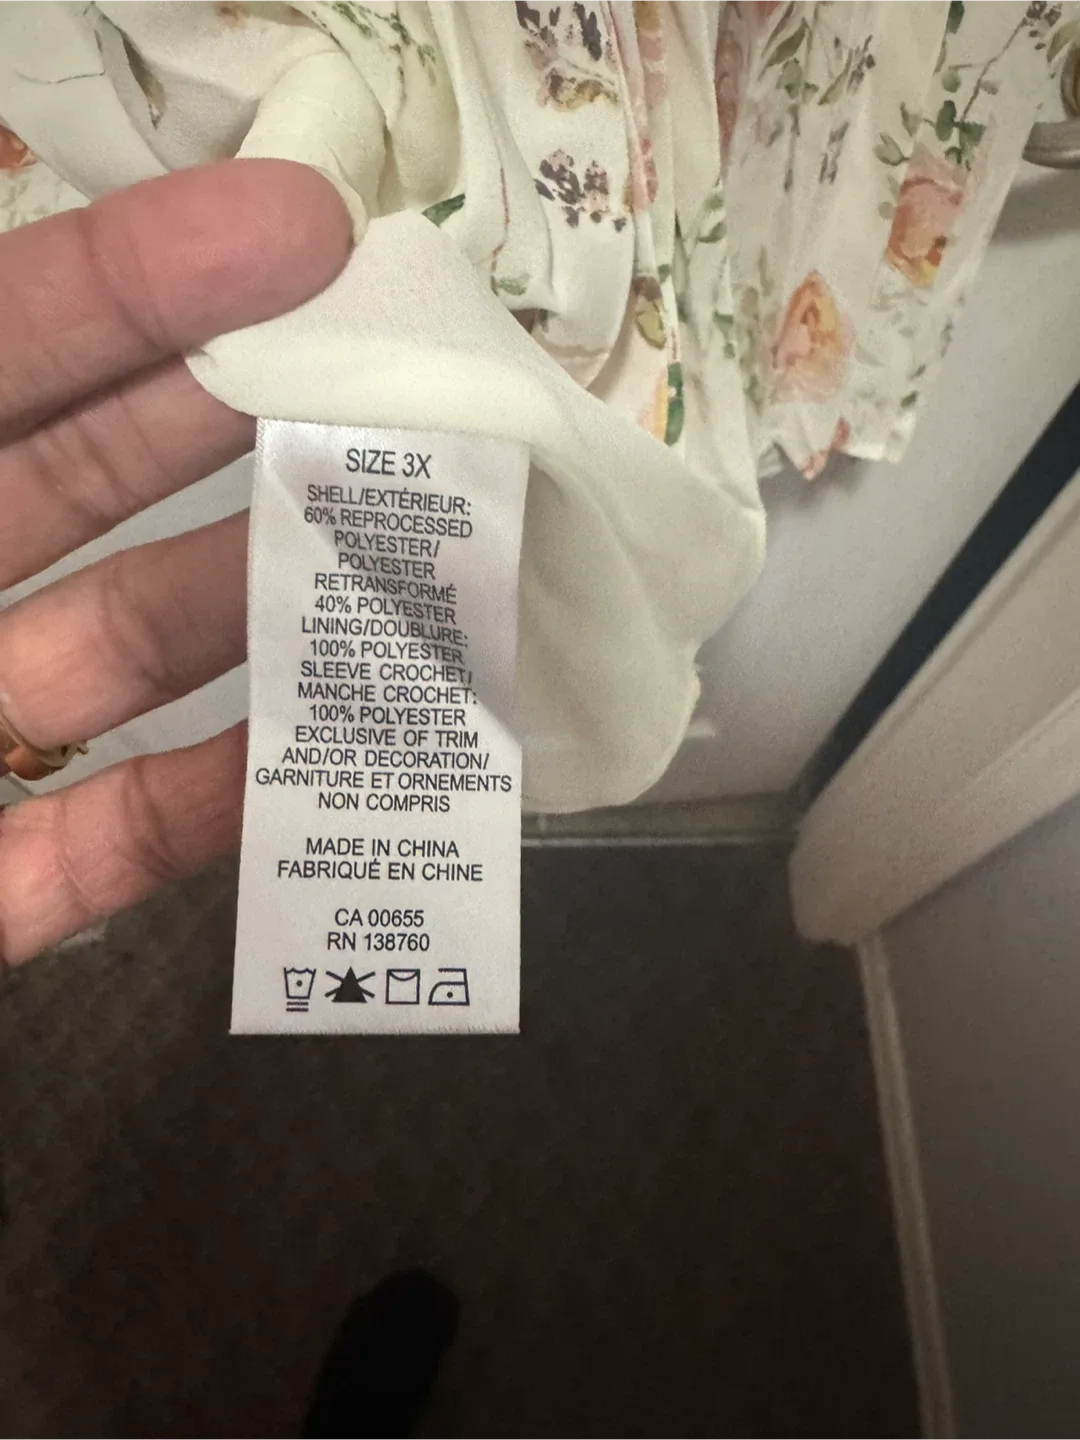 SIZE 3X
SHELL/EXTÉRIEUR:
60% REPROCESSED
POLYESTER/
POLYESTER
RETRANSFORMÉ
40% POLYESTER
LINING/DOUBLURE:
100% POLYESTER
SLEEVE CROCHET/
MANCHE CROCHET:
100% POLYESTER
EXCLUSIVE OF TRIM
AND/OR DECORATION/
GARNITURE ET ORNEMENTS
NON COMPRIS
MADE IN CHINA
FABRIQUÉ EN CHINE
CA 00655
RN 138760